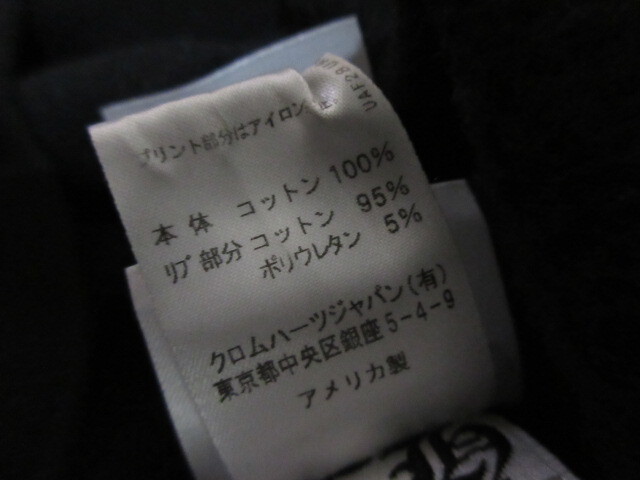 プリント部分はアイロン
本体 コットン 100%
リブ部分 コットン 95%
ポリウレタン 5%
クロムハーツジャパン(有)
東京都中央区銀座5-4-9
アメリカ製
UAF28U